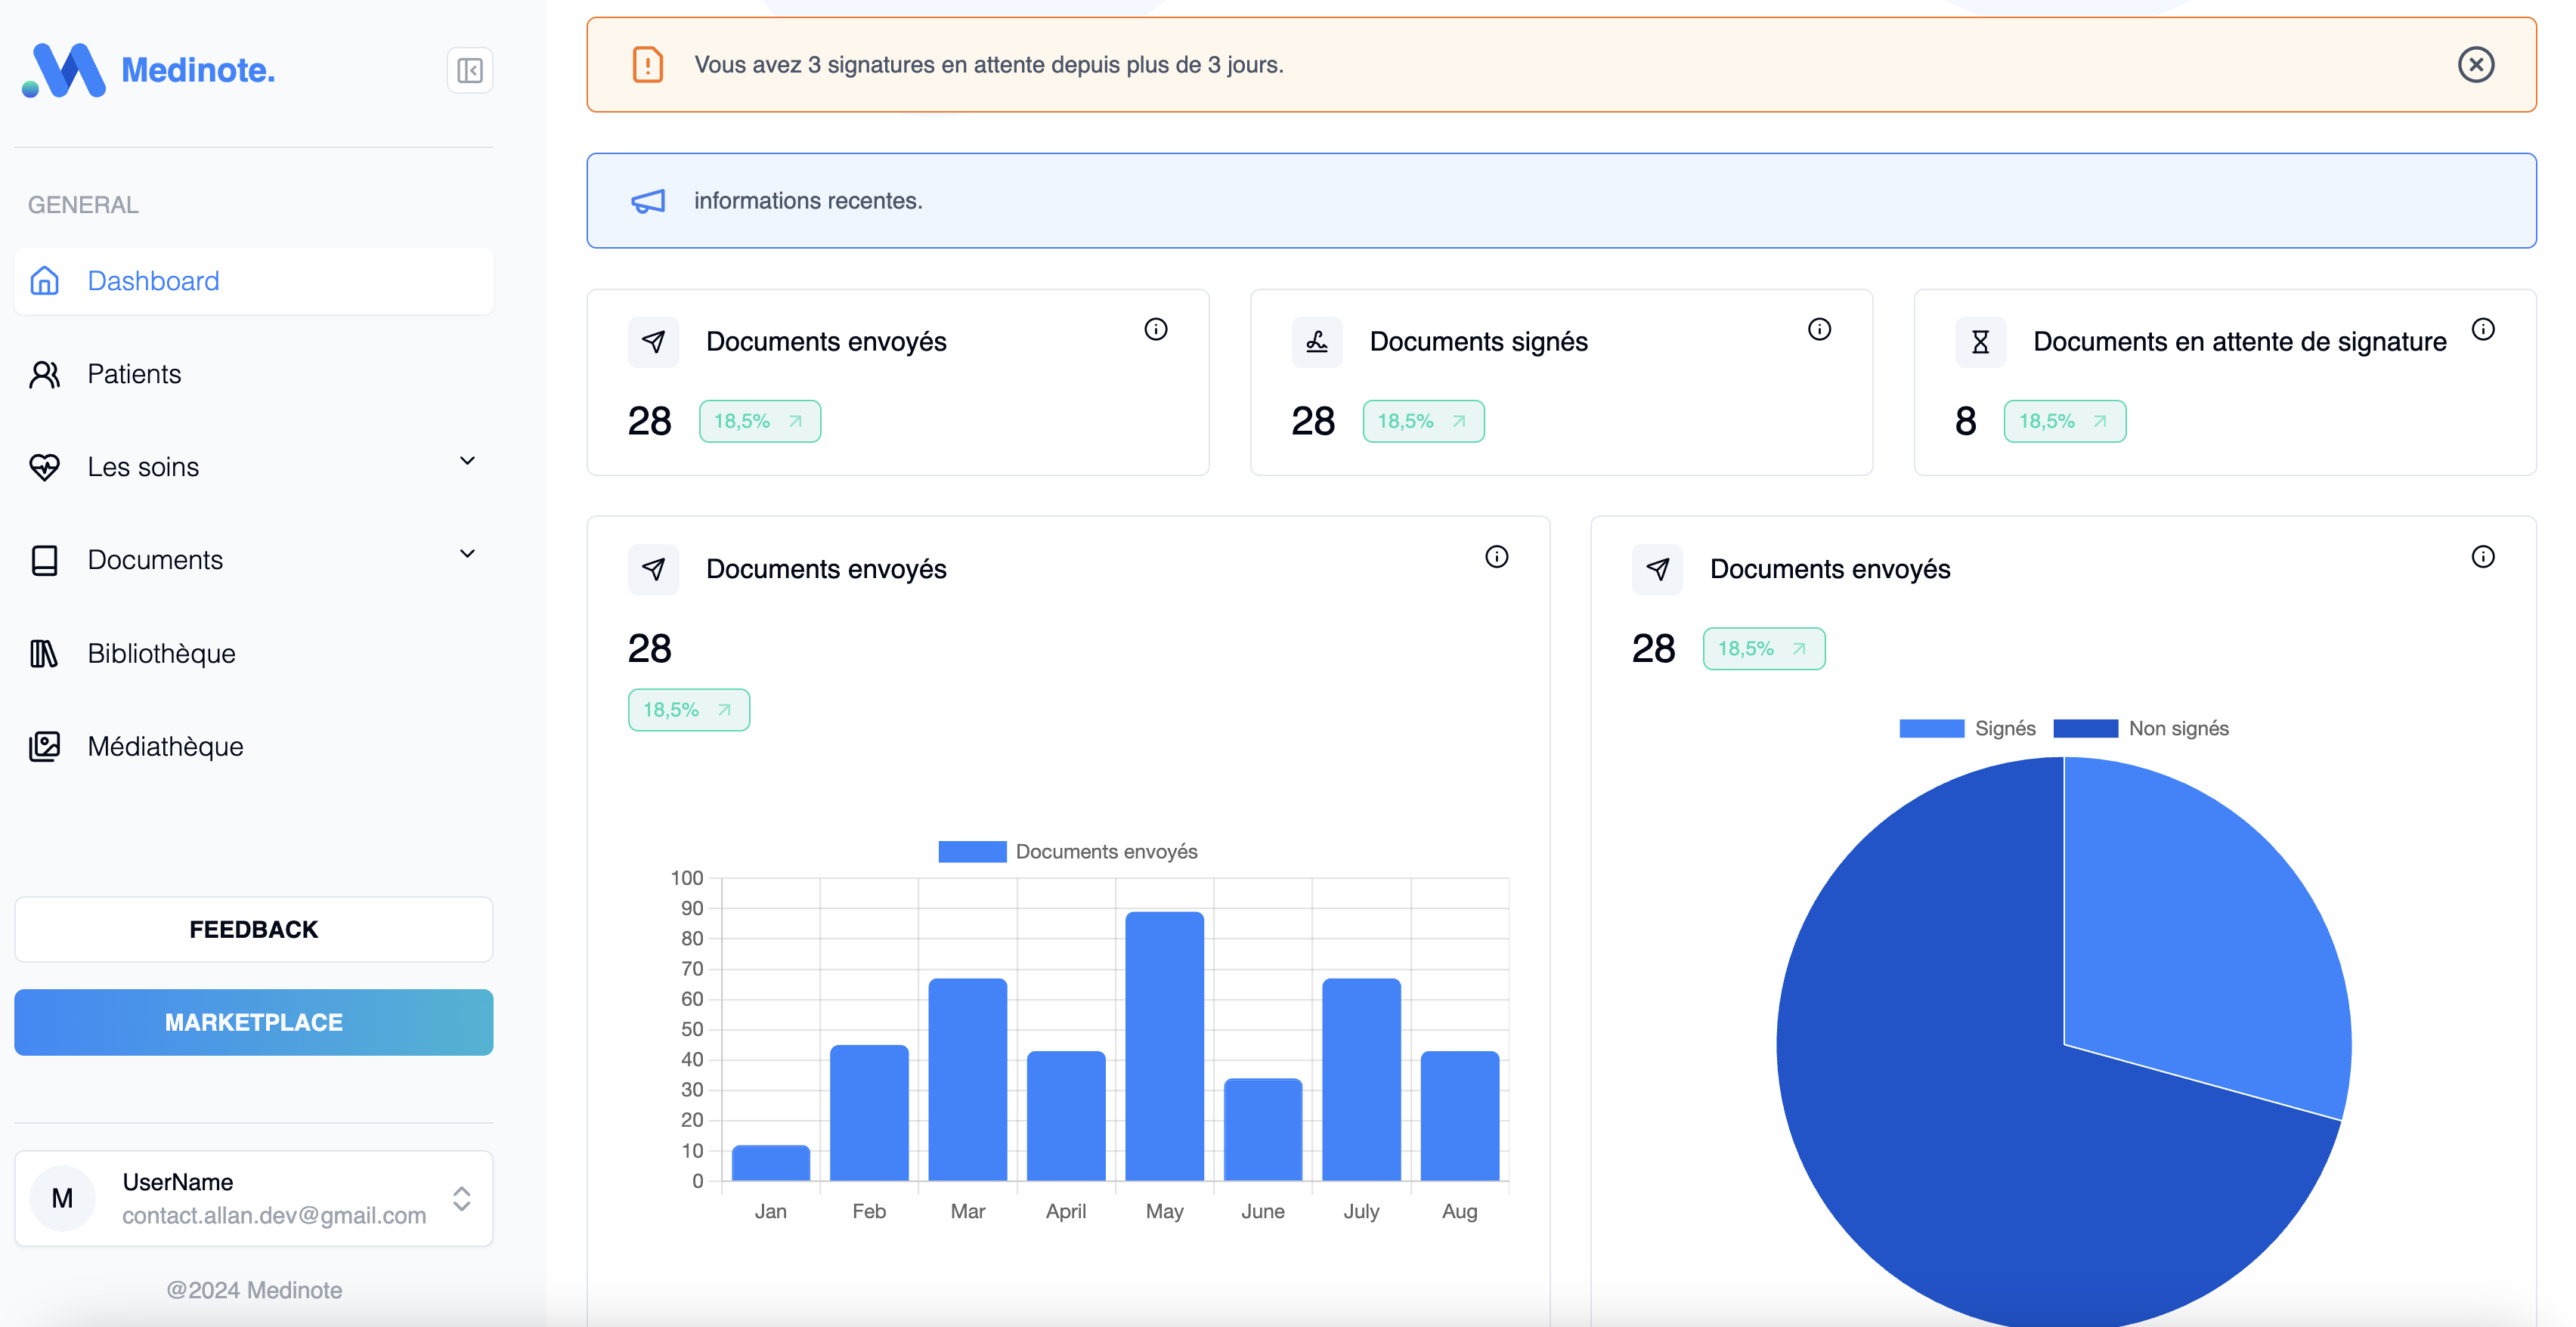 Medinote.
GENERAL
Dashboard
Patients
Les soins
Documents
Bibliothèque
Médiathèque
FEEDBACK
MARKETPLACE
M
UserName
contact.allan.dev@gmail.com
@2024 Medinote
Vous avez 3 signatures en attente depuis plus de 3 jours.
informations recentes.
Documents envoyés
28 18,5%
Documents signés
28 18,5%
Documents en attente de signature
8 18,5%
Documents envoyés
28
18,5%
Documents envoyés
100
90
80
70
60
50
40
30
20
10
0
Jan Feb Mar April May June July Aug
Documents envoyés
28 18,5%
Signés Non signés